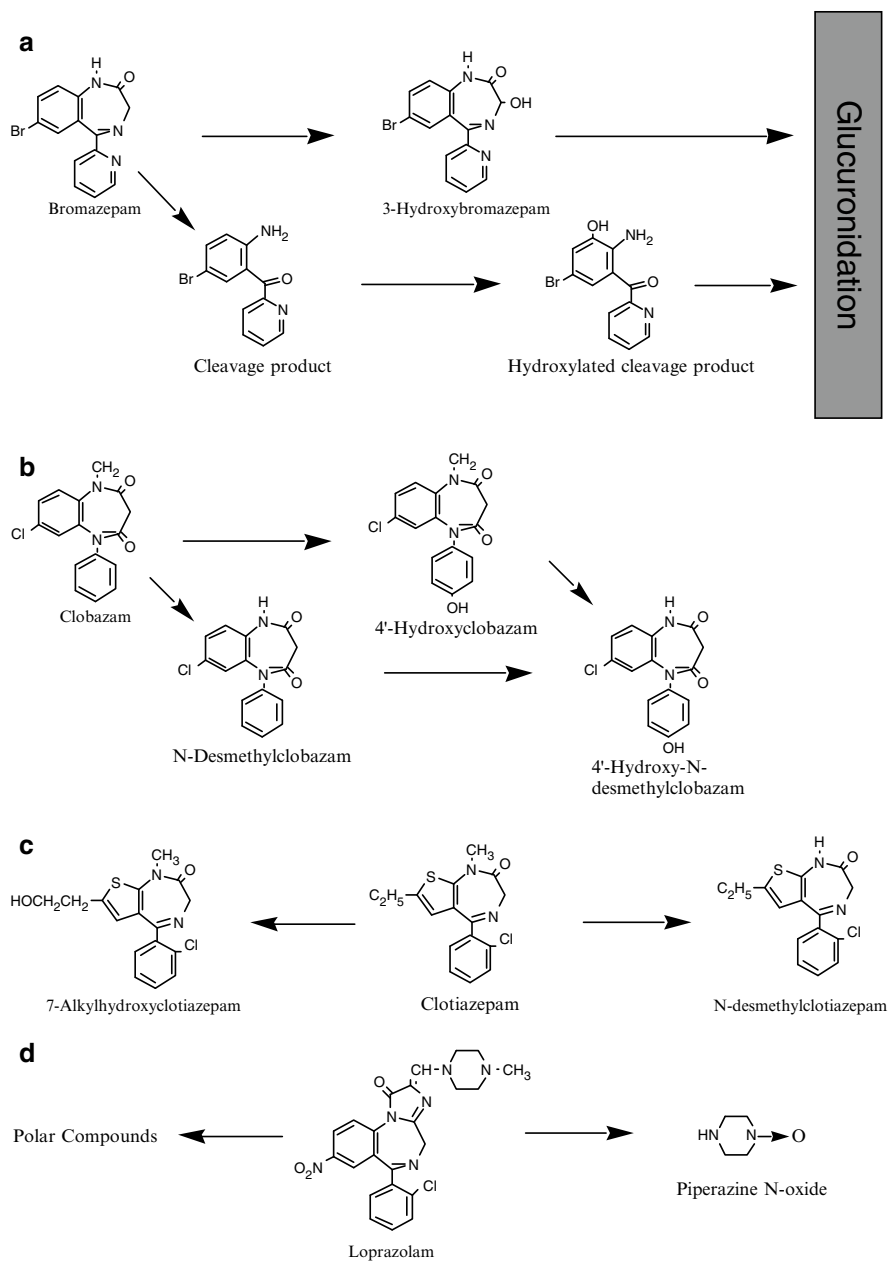 a
H
N
O
Br
N
N
Bromazepam
H
N
O
OH
Br
N
N
3-Hydroxybromazepam
Glucuronidation
NH2
Br
O
N
Cleavage product
OH
NH2
Br
O
N
Hydroxylated cleavage product
b
CH2
N
O
Cl
N
O
Clobazam
CH2
N
O
Cl
N
O
OH
4'-Hydroxyclobazam
H
N
O
Cl
N
O
N-Desmethylclobazam
H
N
O
Cl
N
O
OH
4'-Hydroxy-N-
desmethylclobazam
c
CH3
S
N
O
HOCH2CH2
N
Cl
7-Alkylhydroxyclotiazepam
CH3
S
N
O
C2H5
N
Cl
Clotiazepam
H
S
N
O
C2H5
N
Cl
N-desmethylclotiazepam
d
Polar Compounds
CH
N
N
CH3
O
N
N
O2N
N
Cl
Loprazolam
HN
N
O
Piperazine N-oxide